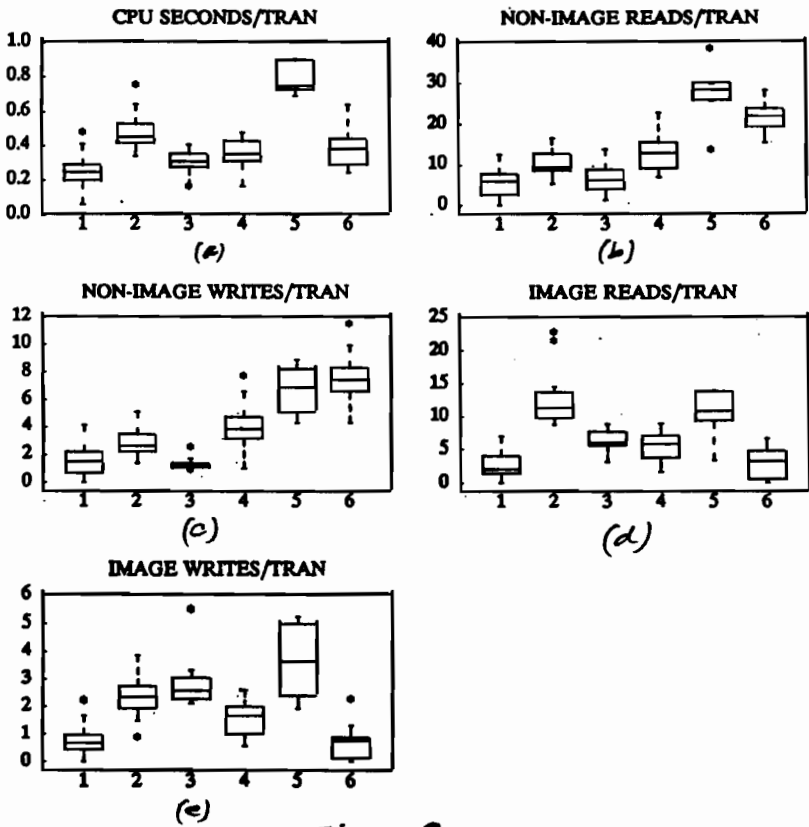 CPU SECONDS/TRAN
1.0
0.8
0.6
0.4
0.2
0.0
1 2 3 4 5 6
(a)
NON-IMAGE READS/TRAN
40
30
20
10
0
1 2 3 4 5 6
(b)
NON-IMAGE WRITES/TRAN
12
10
8
6
4
2
0
1 2 3 4 5 6
(c)
IMAGE READS/TRAN
25
20
15
10
5
0
1 2 3 4 5 6
(d)
IMAGE WRITES/TRAN
6
5
4
3
2
1
0
1 2 3 4 5 6
(e)